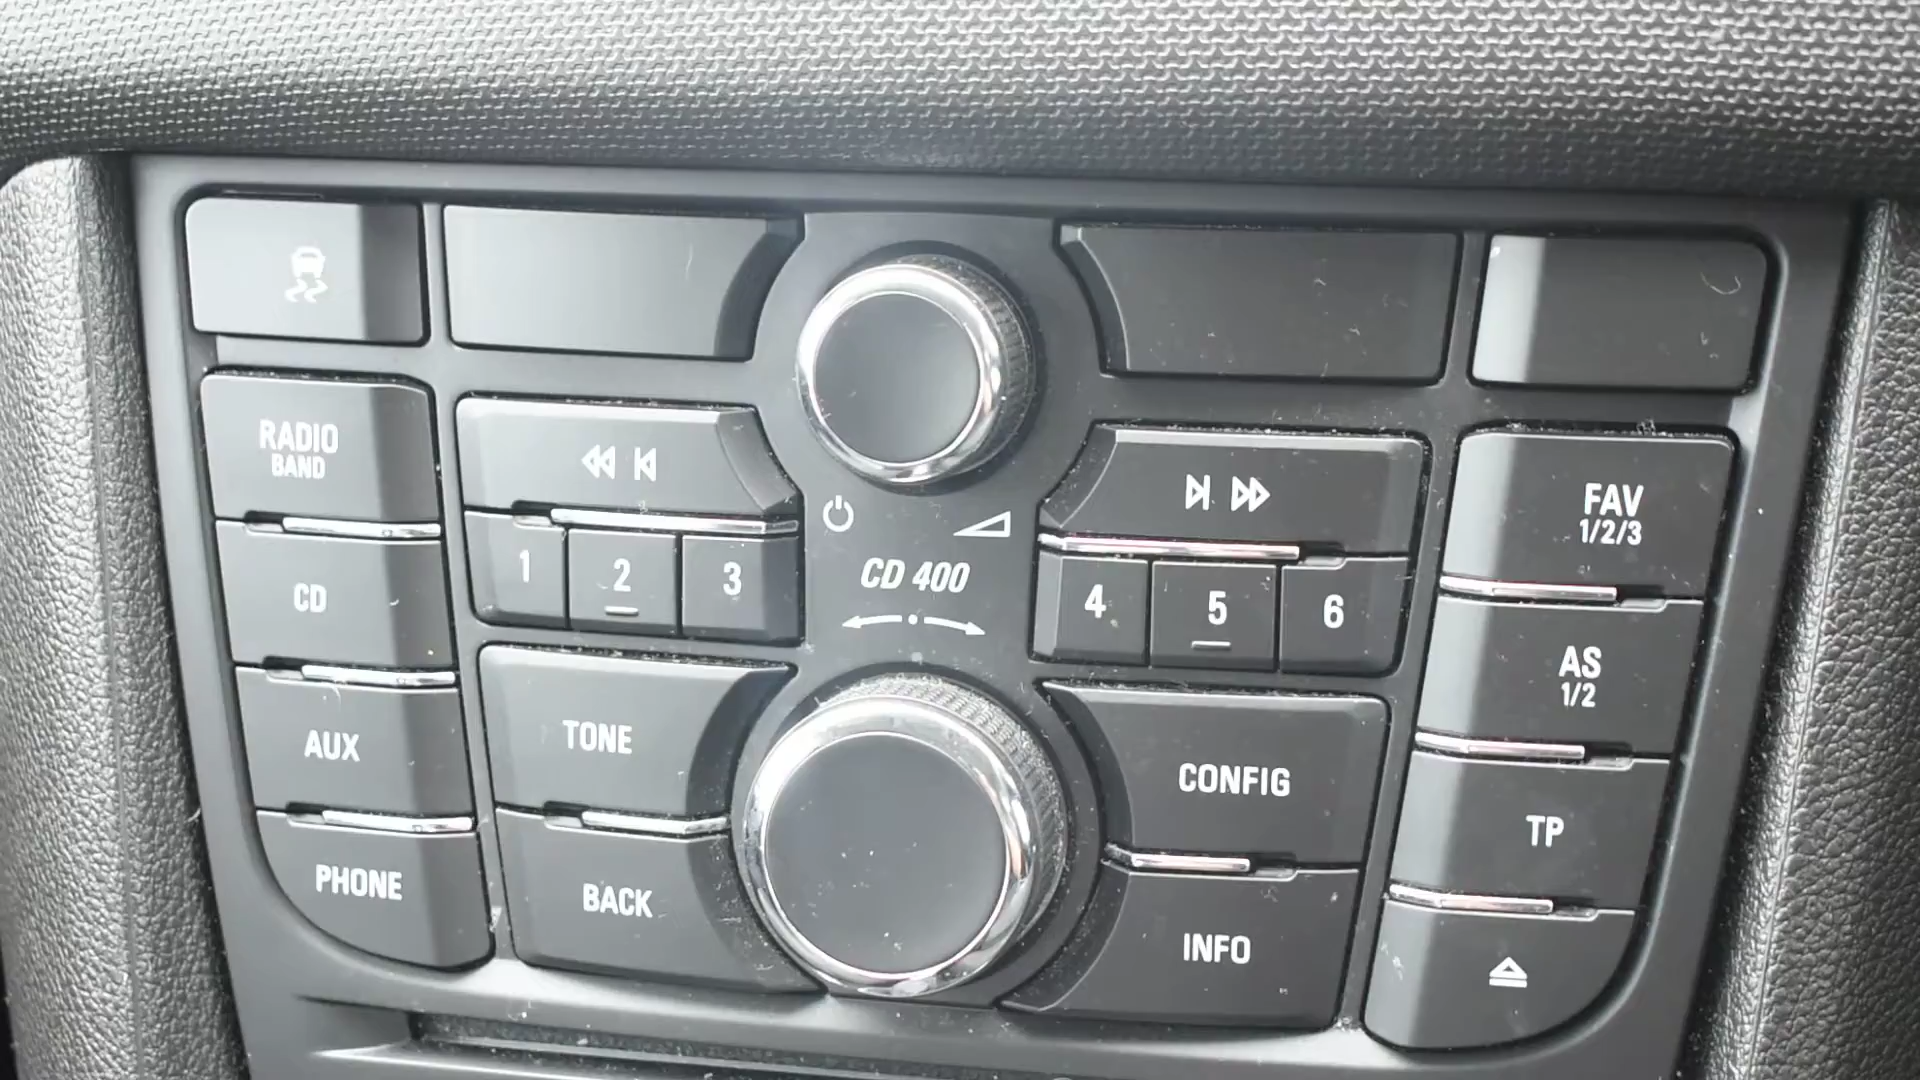 RADIO
BAND
CD
AUX
PHONE
1 2 3
TONE
BACK
CD 400
4 5 6
CONFIG
INFO
FAV
1/2/3
AS
1/2
TP